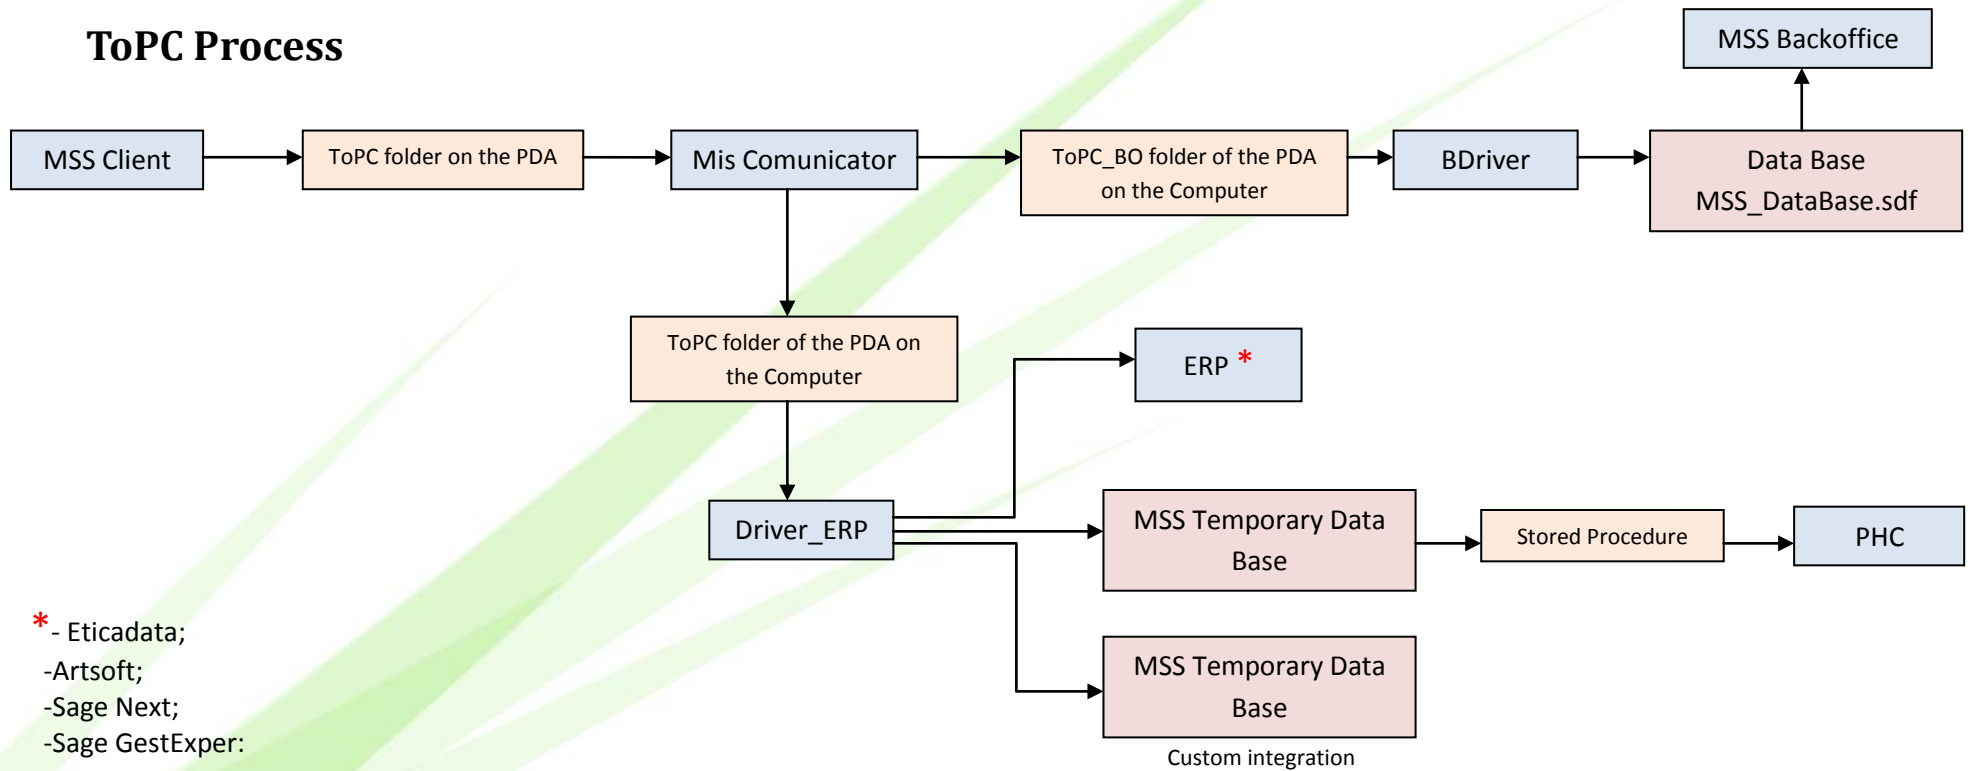 ToPC Process
MSS Backoffice
MSS Client
ToPC folder on the PDA
Mis Comunicator
ToPC_BO folder of the PDA
on the Computer
BDriver
Data Base
MSS_DataBase.sdf
ToPC folder of the PDA on
the Computer
ERP *
Driver_ERP
MSS Temporary Data
Base
Stored Procedure
PHC
MSS Temporary Data
Base
Custom integration
*- Eticadata;
-Artsoft;
-Sage Next;
-Sage GestExper: